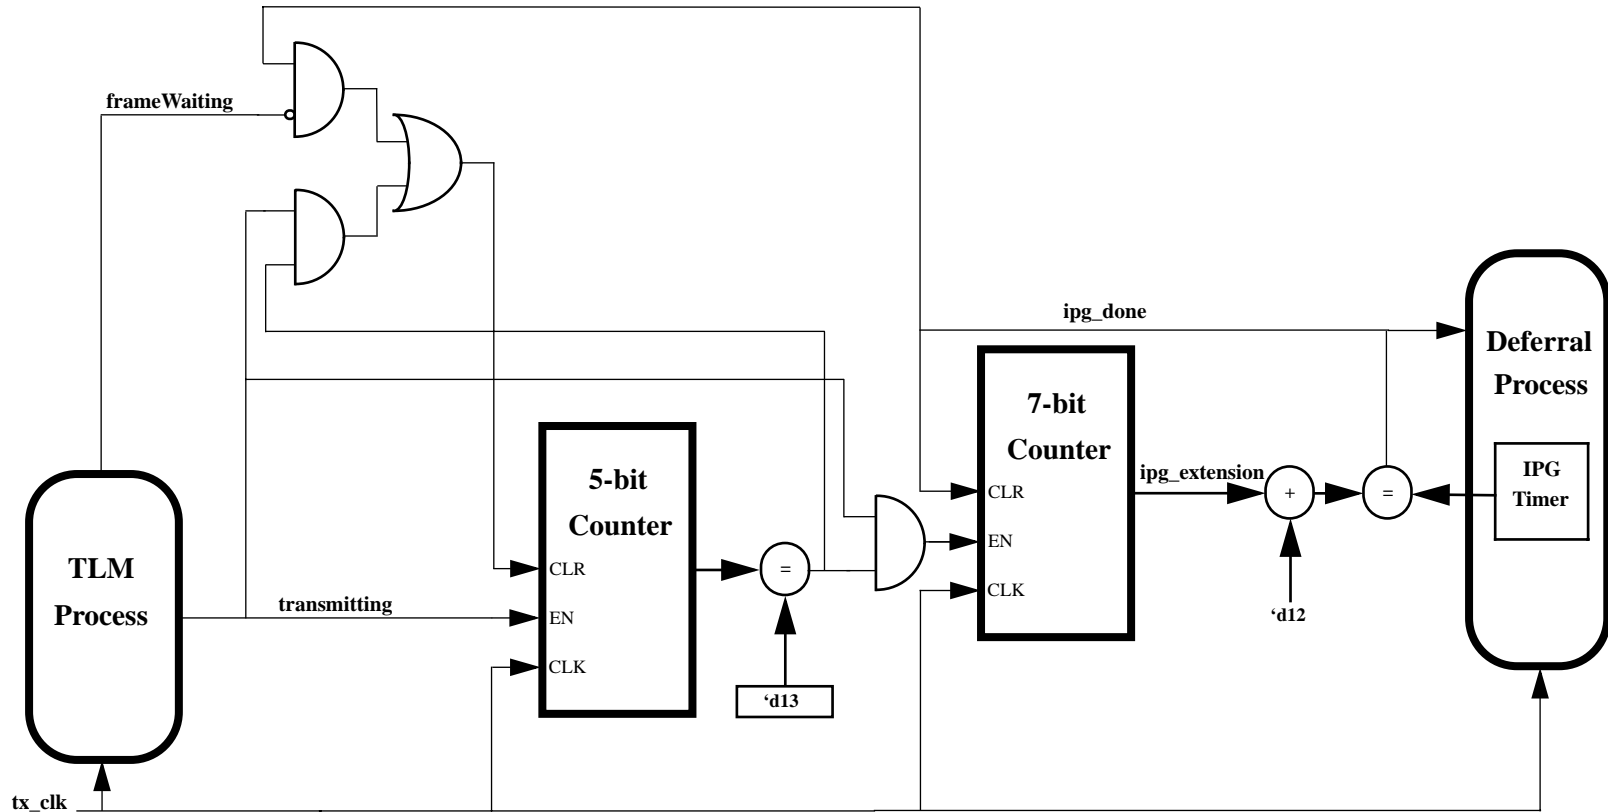 frameWaiting
ipg_done
Deferral
Process
7-bit
Counter
ipg_extension
IPG
Timer
5-bit
Counter
CLR
+
=
EN
TLM
Process
CLR
=
transmitting
EN
CLK
‘d12
CLK
‘d13
tx_clk